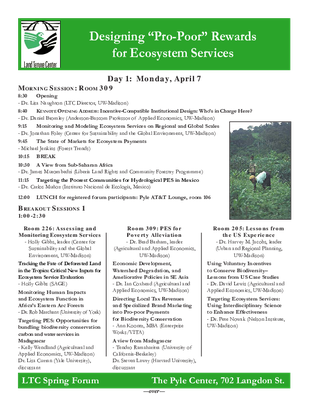 Land Tenure Center
Designing "Pro-Poor" Rewards
for Ecosystem Services
Day 1: Monday, April 7
MORNING SESSION: ROOM 309
8:30 Opening
- Dr. Lisa Naughton (LTC Director, UW-Madison)
8:40 KEYNOTE OPENING ADDRESS: Incentive-Compatible Institutional Design: Who's in Charge Here?
- Dr. Daniel Bromley (Anderson-Bascom Professor of Applied Economics, UW-Madison)
9:15 Monitoring and Modeling Ecosystem Services on Regional and Global Scales
- Dr. Jonathan Foley (Center for Sustainability and the Global Environment, UW-Madison)
9:45 The State of Markets for Ecosystem Payments
- Michael Jenkins (Forest Trends)
10:15 BREAK
10:30 A View from Sub-Saharan Africa
- Dr. Jesse (Liberia Land Rights and Community Forestry Programme)
11:15 Targeting the Poorest Communities for Hydrological PES in Mexico
- Dr. Carlos Muñoz (Instituto Nacional de Ecología, Mexico)
12:00 LUNCH for registered forum participants: Pyle AT&T Lounge, room 106
BREAKOUT SESSIONS I
1:00-2:30
Room 226: Assessing and
Monitoring Ecosystem Services
- Holly Gibbs, leader (Center for
Sustainability and the Global
Environment, UW-Madison)
Tracking the Fate of Deforested Land
in the Tropics: Critical New Inputs for
Ecosystem Service Evaluation
- Holly Gibbs (SAGE)
Monitoring Human Impacts
and Ecosystem Function in
Africa's Eastern Arc Forests
- Dr. Rob Marchant (University of York)
Targeting PES: Opportunities for
bundling biodiversity conservation
carbon and water services in
Madagascar
- Kelly Wendland (Agricultural and
Applied Economics, UW-Madison)
Dr. Lisa Curran (Yale University),
discussant
Room 309: PES for
Poverty Alleviation
- Dr. Brad Barham, leader
(Agricultural and Applied Economics,
UW-Madison)
Economic Development,
Watershed Degradation, and
Ameliorative Policies in SE Asia
- Dr. Ian Coxhead (Agricultural and
Applied Economics, UW-Madison)
Directing Local Tax Revenues
and Specialized Bond Marketing
into Pro-poor Payments
for Biodiversity Conservation
- Ann Koontz, MBA (Enterprise
Works/VITA)
A view from Madagascar
- (University of
California-Berkeley)
Dr. Steven Lawry (Harvard University),
discussant
Room 205: Lessons from
the US Experience
- Dr. Harvey M. Jacobs, leader
(Urban and Regional Planning,
UW-Madison)
Using Voluntary Incentives
to Conserve Biodiversity—
Lessons from US Case Studies
- Dr. David Lewis (Agricultural and
Applied Economics, UW-Madison)
Targeting Ecosystem Services:
Using Interdisciplinary Science
to Enhance Effectiveness
- Dr. Pete Nowak (Nelson Institute,
UW-Madison)
LTC Spring Forum The Pyle Center, 702 Langdon St.
—over—